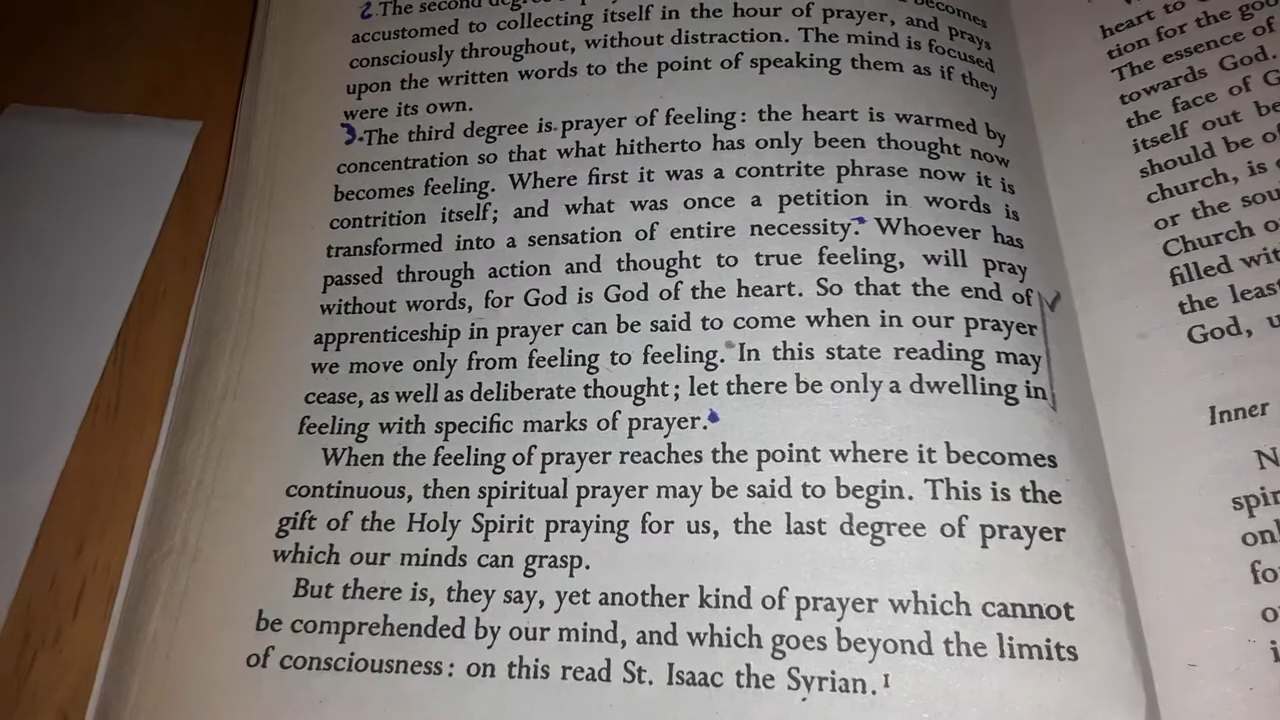 2. The second
becomes
accustomed to collecting itself in the hour of prayer, and prays
consciously throughout, without distraction. The mind is focused
upon the written words to the point of speaking them as if they
were its own.
3. The third degree is prayer of feeling: the heart is warmed by
concentration so that what hitherto has only been thought now
becomes feeling. Where first it was a contrite phrase now it is
contrition itself; and what was once a petition in words is
transformed into a sensation of entire necessity. Whoever has
passed through action and thought to true feeling, will pray
without words, for God is God of the heart. So that the end of
apprenticeship in prayer can be said to come when in our prayer
we move only from feeling to feeling. In this state reading may
cease, as well as deliberate thought; let there be only a dwelling in
feeling with specific marks of prayer.
When the feeling of prayer reaches the point where it becomes
continuous, then spiritual prayer may be said to begin. This is the
gift of the Holy Spirit praying for us, the last degree of prayer
which our minds can grasp.
But there is, they say, yet another kind of prayer which cannot
be comprehended by our mind, and which goes beyond the limits
of consciousness: on this read St. Isaac the Syrian.¹
heart to
tion for the
The essence of
towards God.
the face of
itself out
should be
church, is
or the
Church
filled
the
God,
Inner